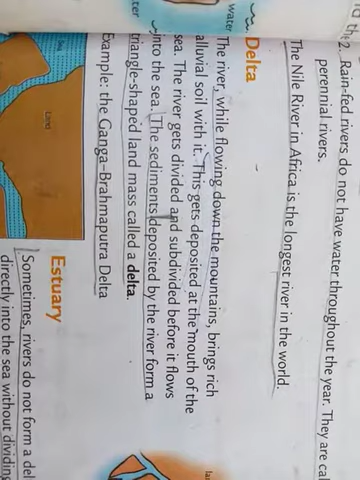 2. Rain-fed rivers do not have water throughout the year. They are cal
perennial rivers.
The Nile River in Africa is the longest river in the world.
Delta
The river, while flowing down the mountains, brings rich
alluvial soil with it. This gets deposited at the mouth of the
sea. The river gets divided and subdivided before it flows
into the sea. The sediments deposited by the river form a
triangle-shaped land mass called a delta.
Example: the Ganga–Brahmaputra Delta
water
Sea
Land
Estuary
Sometimes, rivers do not form a del
directly into the sea without dividing